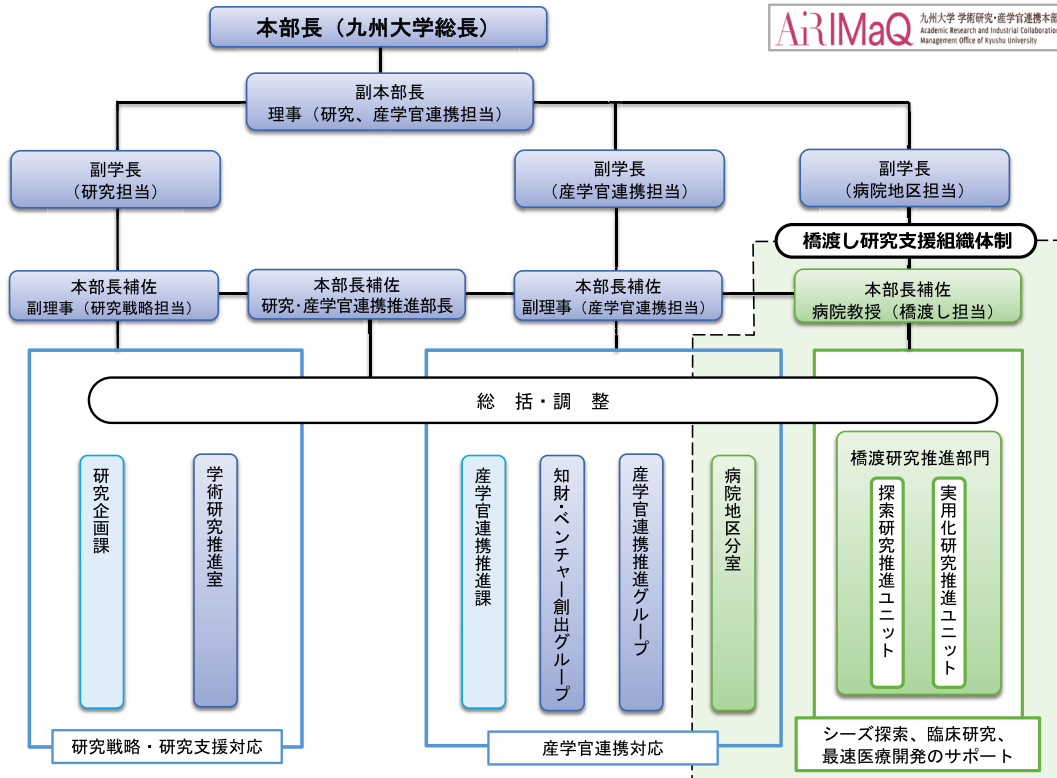 本部長（九州大学総長）
AiRIMaQ
九州大学 学術研究・産学官連携本部
Academic Research and Industrial Collaboration
Management Office of Kyushu University
副本部長
理事（研究、産学官連携担当）
副学長
（研究担当）
副学長
（産学官連携担当）
副学長
（病院地区担当）
橋渡し研究支援組織体制
本部長補佐
副理事（研究戦略担当）
本部長補佐
研究・産学官連携推進部長
本部長補佐
副理事（産学官連携担当）
本部長補佐
病院教授（橋渡し担当）
総　括・調　整
研究企画課
学術研究推進室
産学官連携推進課
知財・ベンチャー創出グループ
産学官連携推進グループ
病院地区分室
橋渡研究推進部門
探索研究推進ユニット
実用化研究推進ユニット
研究戦略・研究支援対応
産学官連携対応
シーズ探索、臨床研究、
最速医療開発のサポート